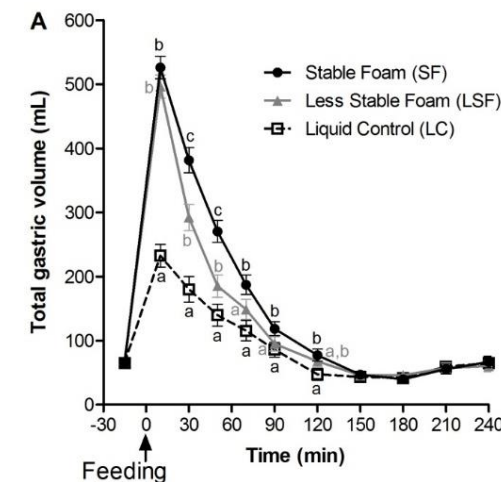 A
600
500
400
300
200
100
0
Total gastric volume (mL)
Stable Foam (SF)
Less Stable Foam (LSF)
Liquid Control (LC)
b
b
c
b
a
c
b
a
b
a
a
b
a
a
b
a,b
a
-30 0 30 60 90 120 150 180 210 240
Time (min)
Feeding